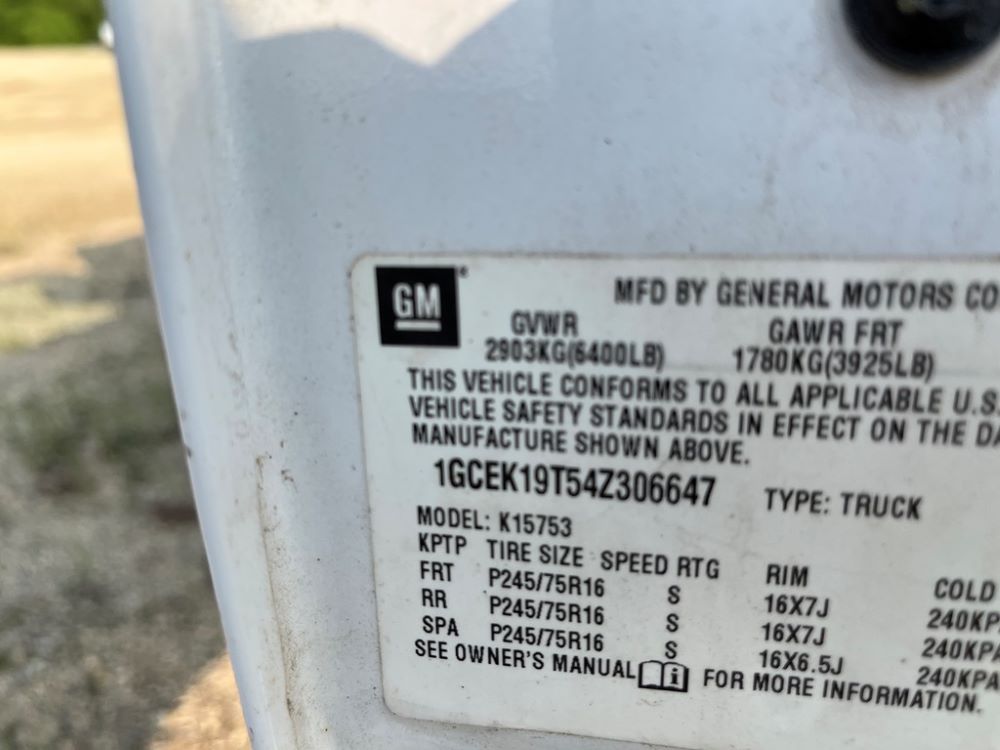 GM
MFD BY GENERAL MOTORS CO
GVWR GAWR FRT
2903KG(6400LB) 1780KG(3925LB)
THIS VEHICLE CONFORMS TO ALL APPLICABLE U.S.
VEHICLE SAFETY STANDARDS IN EFFECT ON THE DA
MANUFACTURE SHOWN ABOVE.
1GCEK19T54Z306647 TYPE: TRUCK
MODEL: K15753
KPTP TIRE SIZE SPEED RTG RIM COLD
FRT P245/75R16 S 16X7J 240KPA
RR P245/75R16 S 16X7J 240KPA
SPA P245/75R16 S 16X6.5J 240KPA
SEE OWNER'S MANUAL i FOR MORE INFORMATION.